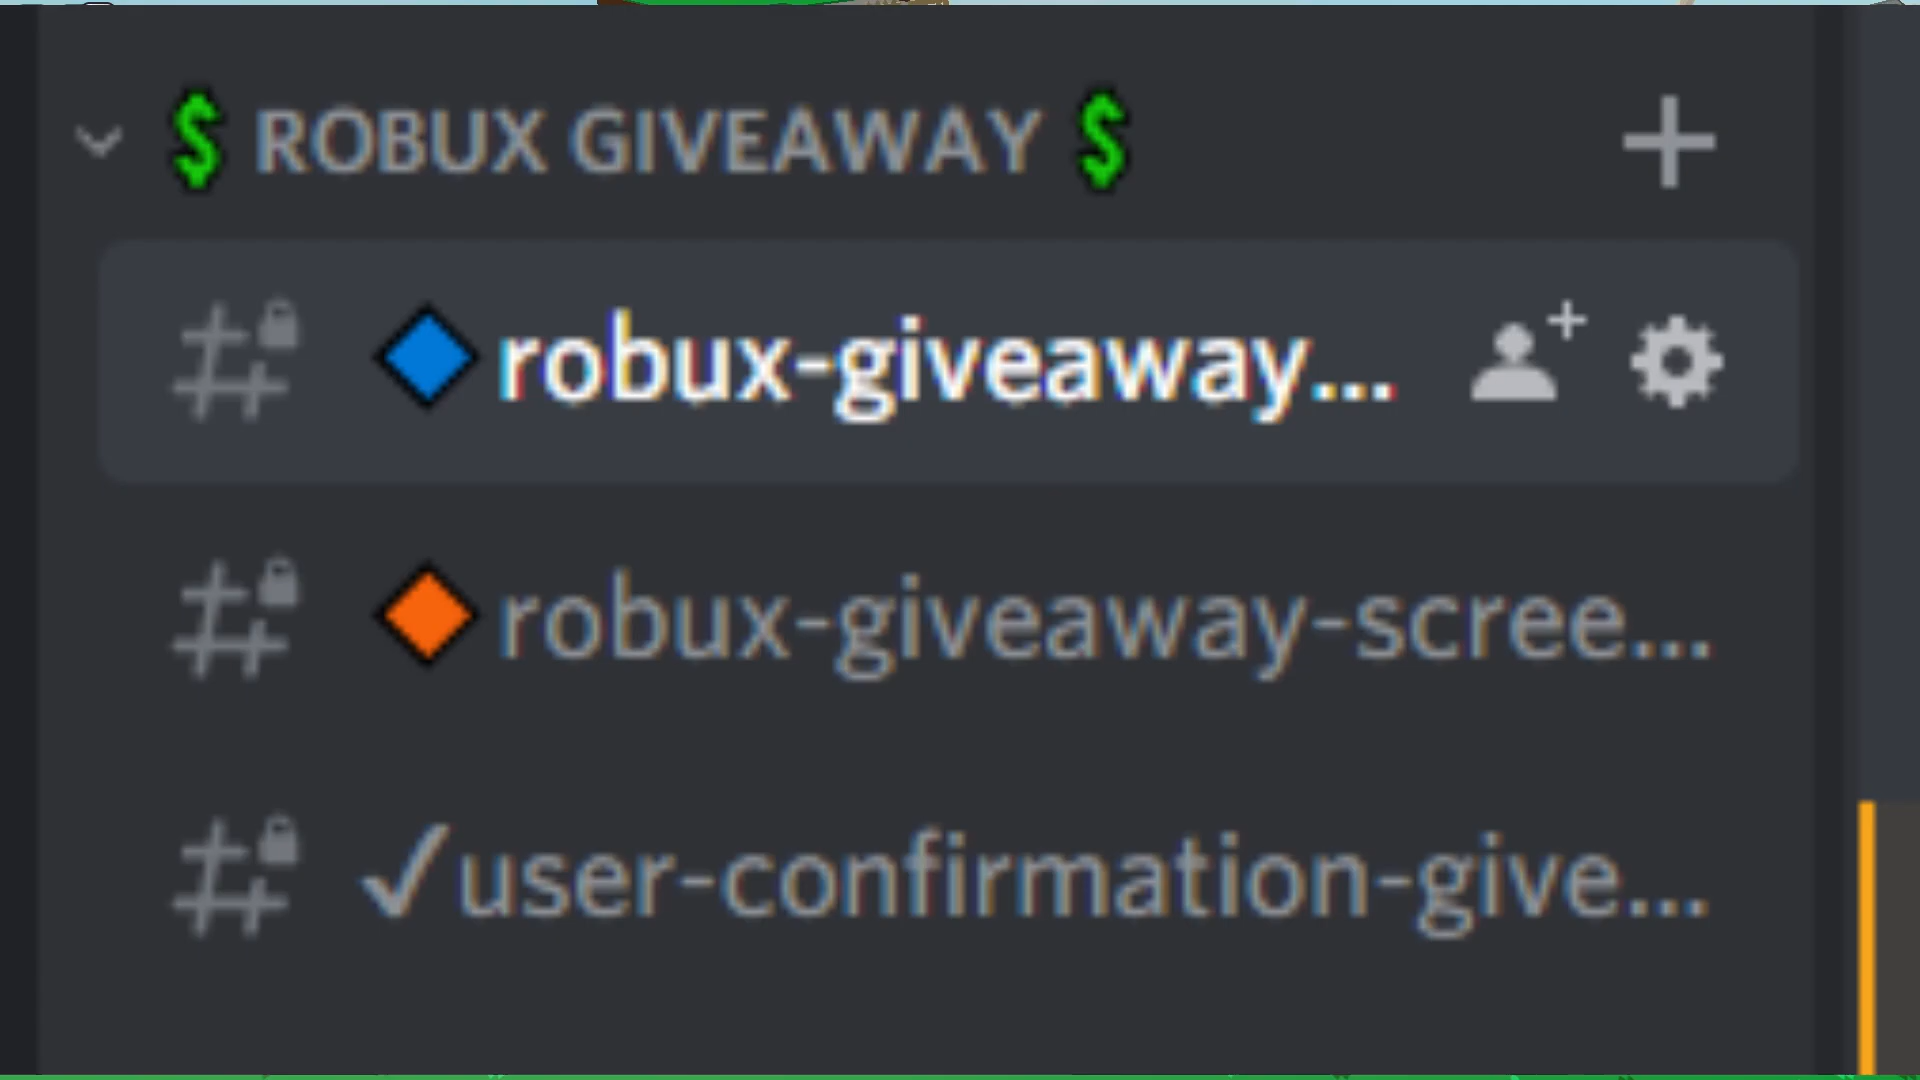 $ ROBUX GIVEAWAY $
robux-giveaway...
robux-giveaway-scree...
✓user-confirmation-give...